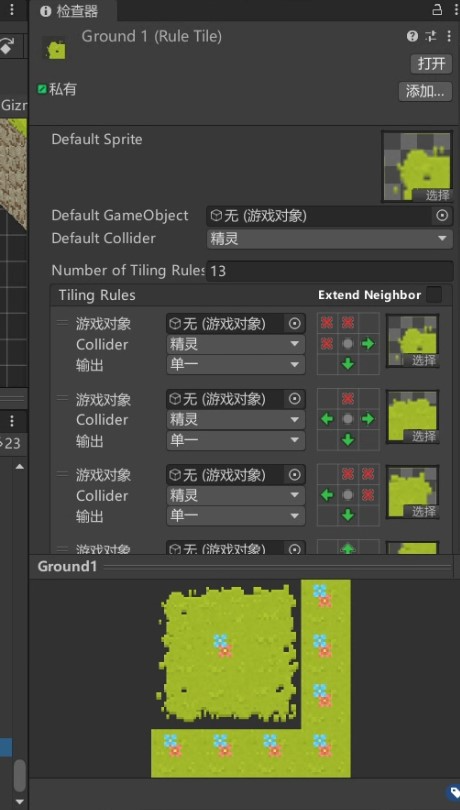 检查器
Ground 1 (Rule Tile)
打开
私有
添加...
Gizm
Default Sprite
选择
Default GameObject
无 (游戏对象)
Default Collider
精灵
Number of Tiling Rules
13
Tiling Rules
Extend Neighbor
游戏对象
无 (游戏对象)
Collider
精灵
输出
单一
选择
游戏对象
无 (游戏对象)
Collider
精灵
输出
单一
选择
23
游戏对象
无 (游戏对象)
Collider
精灵
输出
单一
选择
游戏对象
无 (游戏对象)
Ground1